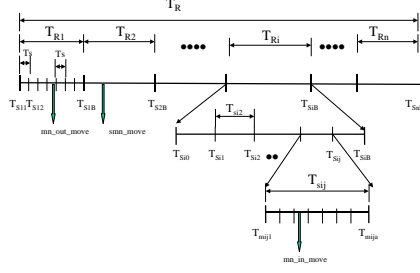 T_R
T_R1 T_R2 T_Ri T_Rn
Ts Ts
T_S11 T_S12 T_S1B T_S2B T_SiB
mn_out_move smn_move
T_si2
T_Si0 T_Si1 T_Si2 T_Sij T_SiB
T_sij
T_mij1 T_mija
mn_in_move